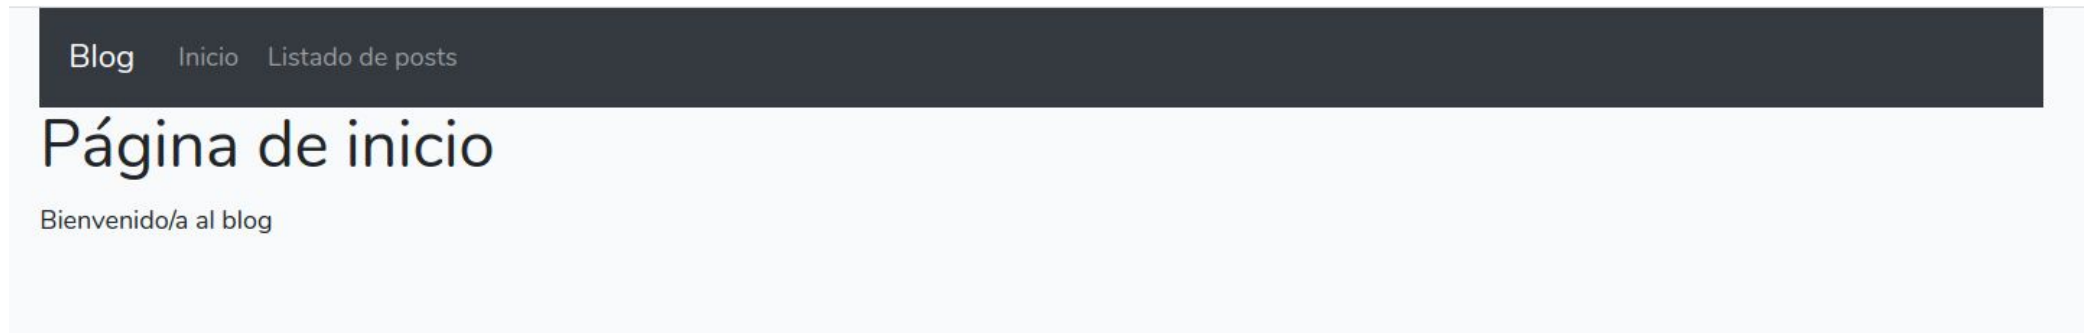 Blog Inicio Listado de posts
Página de inicio
Bienvenido/a al blog